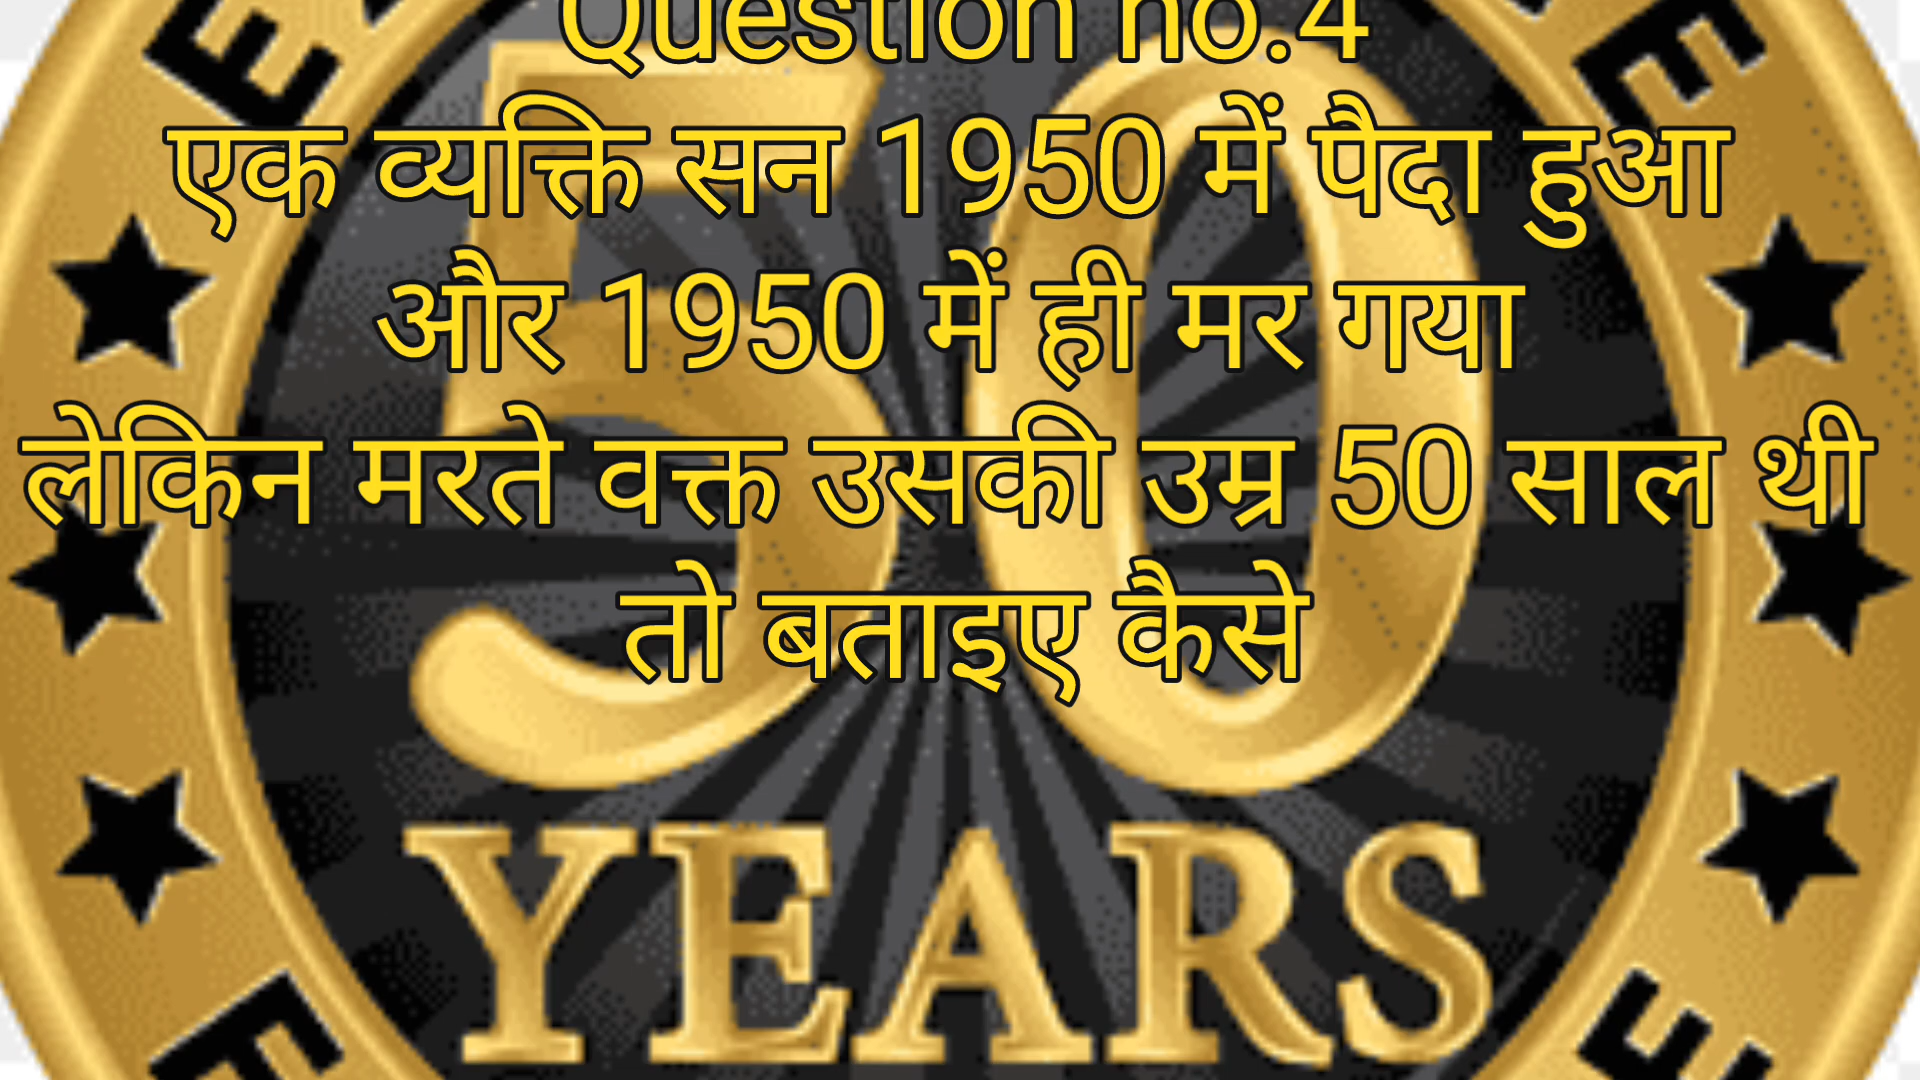 Question no.4
एक व्यक्ति सन 1950 में पैदा हुआ
और 1950 में ही मर गया
लेकिन मरते वक्त उसकी उम्र 50 साल थी
तो बताइए कैसे
50
YEARS